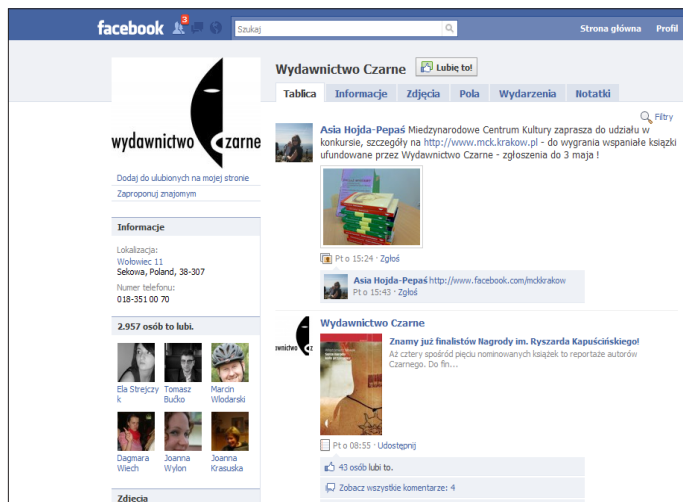 facebook
3
Szukaj
Strona główna Profil
wydawnictwo czarne
Wydawnictwo Czarne
Lubię to!
Tablica Informacje Zdjęcia Pola Wydarzenia Notatki
Filtry
Dodaj do ulubionych na mojej stronie
Zaproponuj znajomym
Informacje
Lokalizacja:
Wołowiec 11
Sekowa, Poland, 38-307
Numer telefonu:
018-351 00 70
2.957 osób to lubi.
Ela Strejczy
k
Tomasz
Bućko
Marcin
Wlodarski
Dagmara
Wiech
Joanna
Wylon
Joanna
Krasuska
Zdjęcia
Asia Hojda-Pepaś Miedzynarodowe Centrum Kultury zaprasza do udziału w
konkursie, szczegóły na http://www.mck.krakow.pl - do wygrania wspaniałe ksiązki
ufundowane przez Wydawnictwo Czarne - zgłoszenia do 3 maja !
Pt o 15:24 · Zgłoś
Asia Hojda-Pepaś http://www.facebook.com/mckkrakow
Pt o 15:43 · Zgłoś
wnictwo zarne
Wydawnictwo Czarne
Znamy już finalistów Nagrody im. Ryszarda Kapuścińskiego!
Aż cztery spośród pięciu nominowanych książek to reportaże autorów
Czarnego. Do fin...
Pt o 08:55 · Udostępnij
43 osób lubi to.
Zobacz wszystkie komentarze: 4